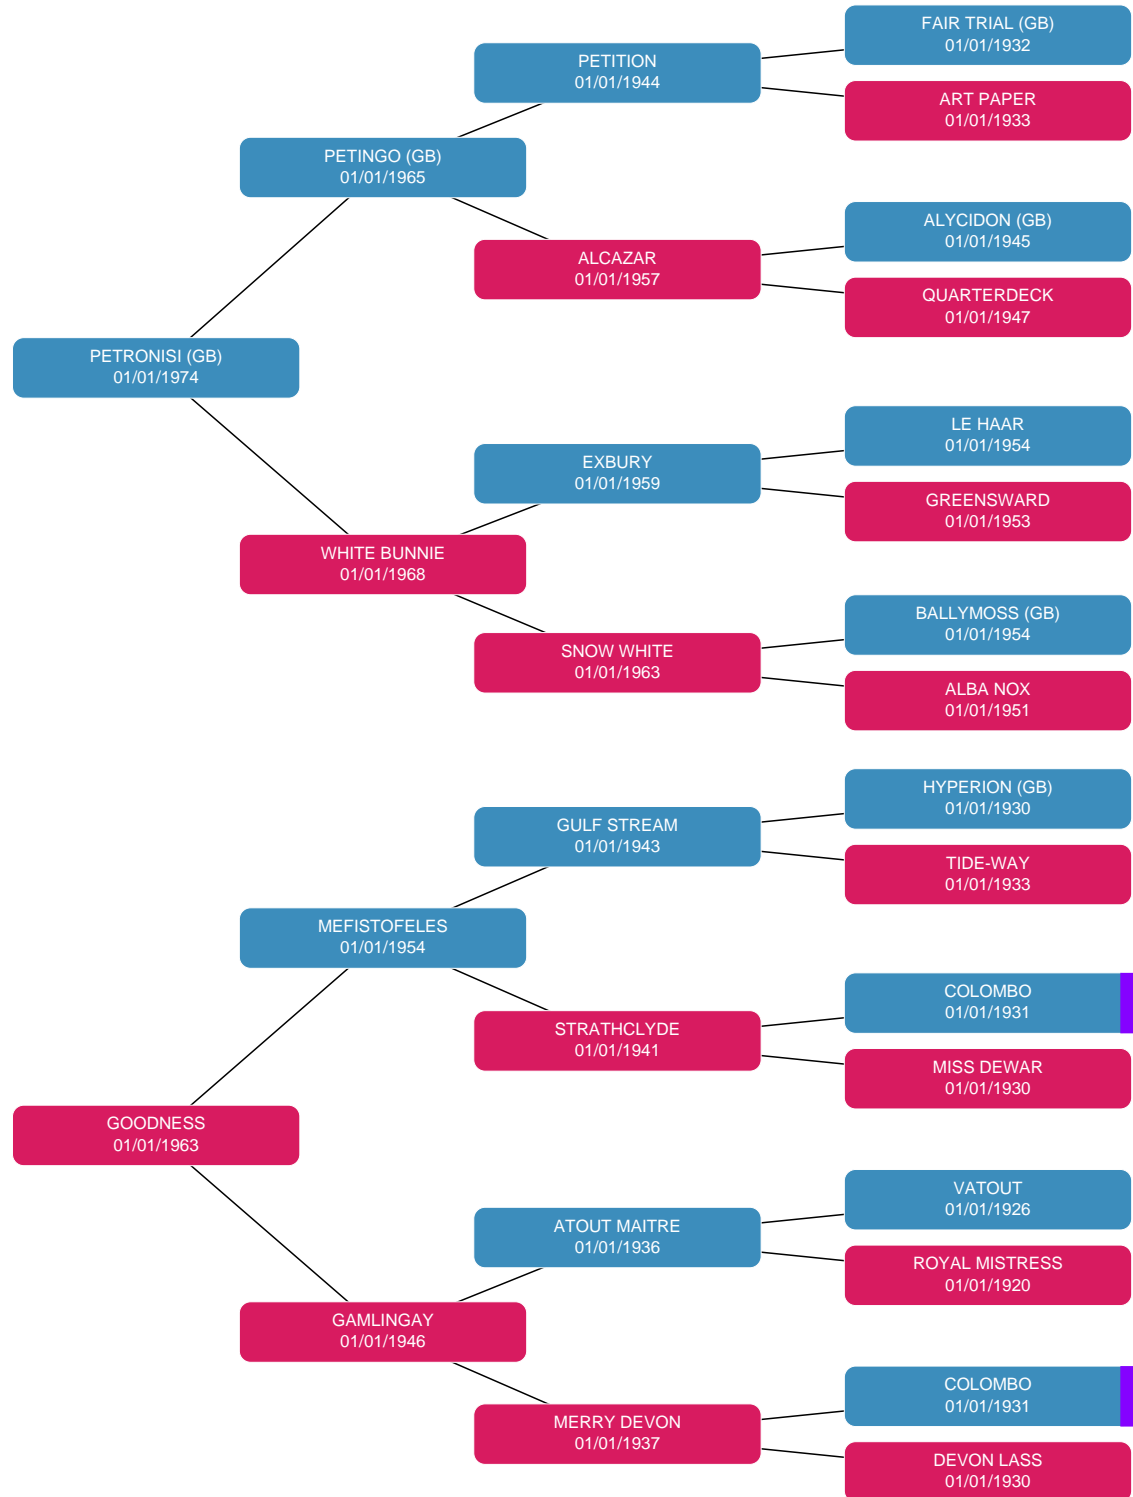 FAIR TRIAL (GB)
01/01/1932
PETITION
01/01/1944
ART PAPER
01/01/1933
PETINGO (GB)
01/01/1965
ALYCIDON (GB)
01/01/1945
ALCAZAR
01/01/1957
QUARTERDECK
01/01/1947
PETRONISI (GB)
01/01/1974
LE HAAR
01/01/1954
EXBURY
01/01/1959
GREENSWARD
01/01/1953
WHITE BUNNIE
01/01/1968
BALLYMOSS (GB)
01/01/1954
SNOW WHITE
01/01/1963
ALBA NOX
01/01/1951
HYPERION (GB)
01/01/1930
GULF STREAM
01/01/1943
TIDE-WAY
01/01/1933
MEFISTOFELES
01/01/1954
COLOMBO
01/01/1931
STRATHCLYDE
01/01/1941
MISS DEWAR
01/01/1930
GOODNESS
01/01/1963
VATOUT
01/01/1926
ATOUT MAITRE
01/01/1936
ROYAL MISTRESS
01/01/1920
GAMLINGAY
01/01/1946
COLOMBO
01/01/1931
MERRY DEVON
01/01/1937
DEVON LASS
01/01/1930